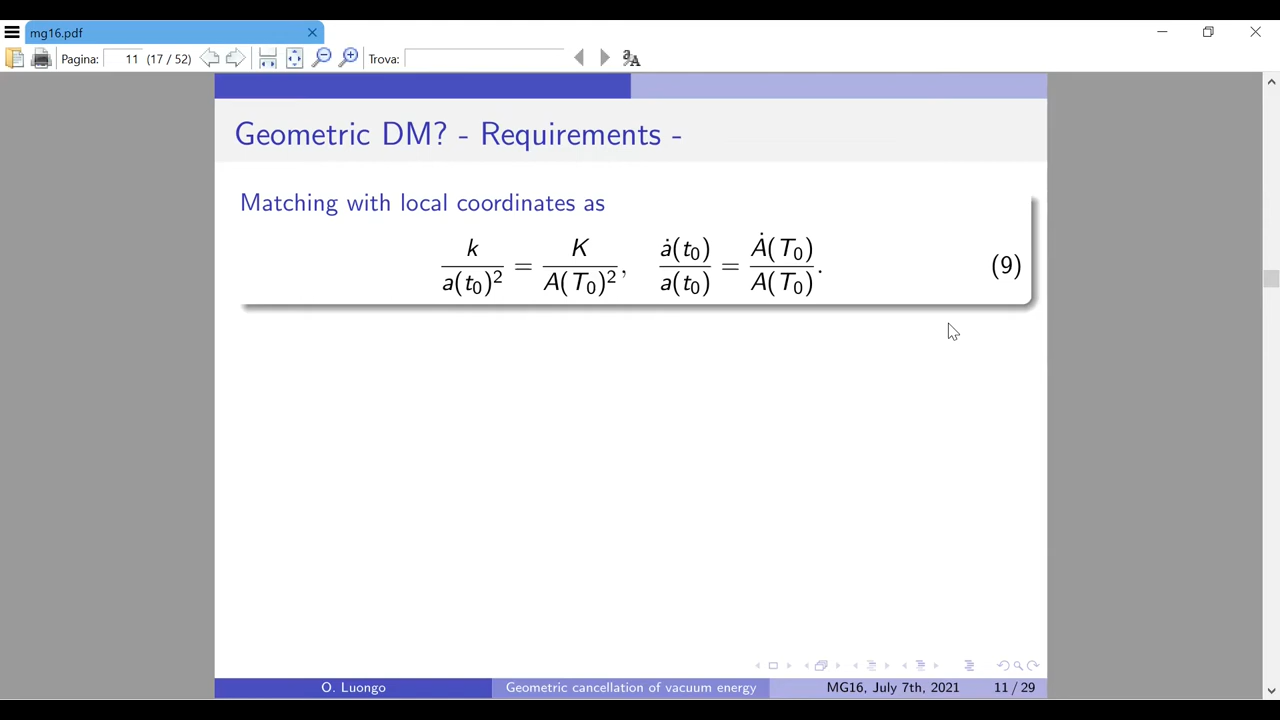 mg16.pdf
Pagina: 11 (17 / 52) Trova:
Geometric DM? - Requirements -
Matching with local coordinates as
k/a(t₀)² = K/A(T₀)², ȧ(t₀)/a(t₀) = Ȧ(T₀)/A(T₀). (9)
O. Luongo Geometric cancellation of vacuum energy MG16, July 7th, 2021 11 / 29